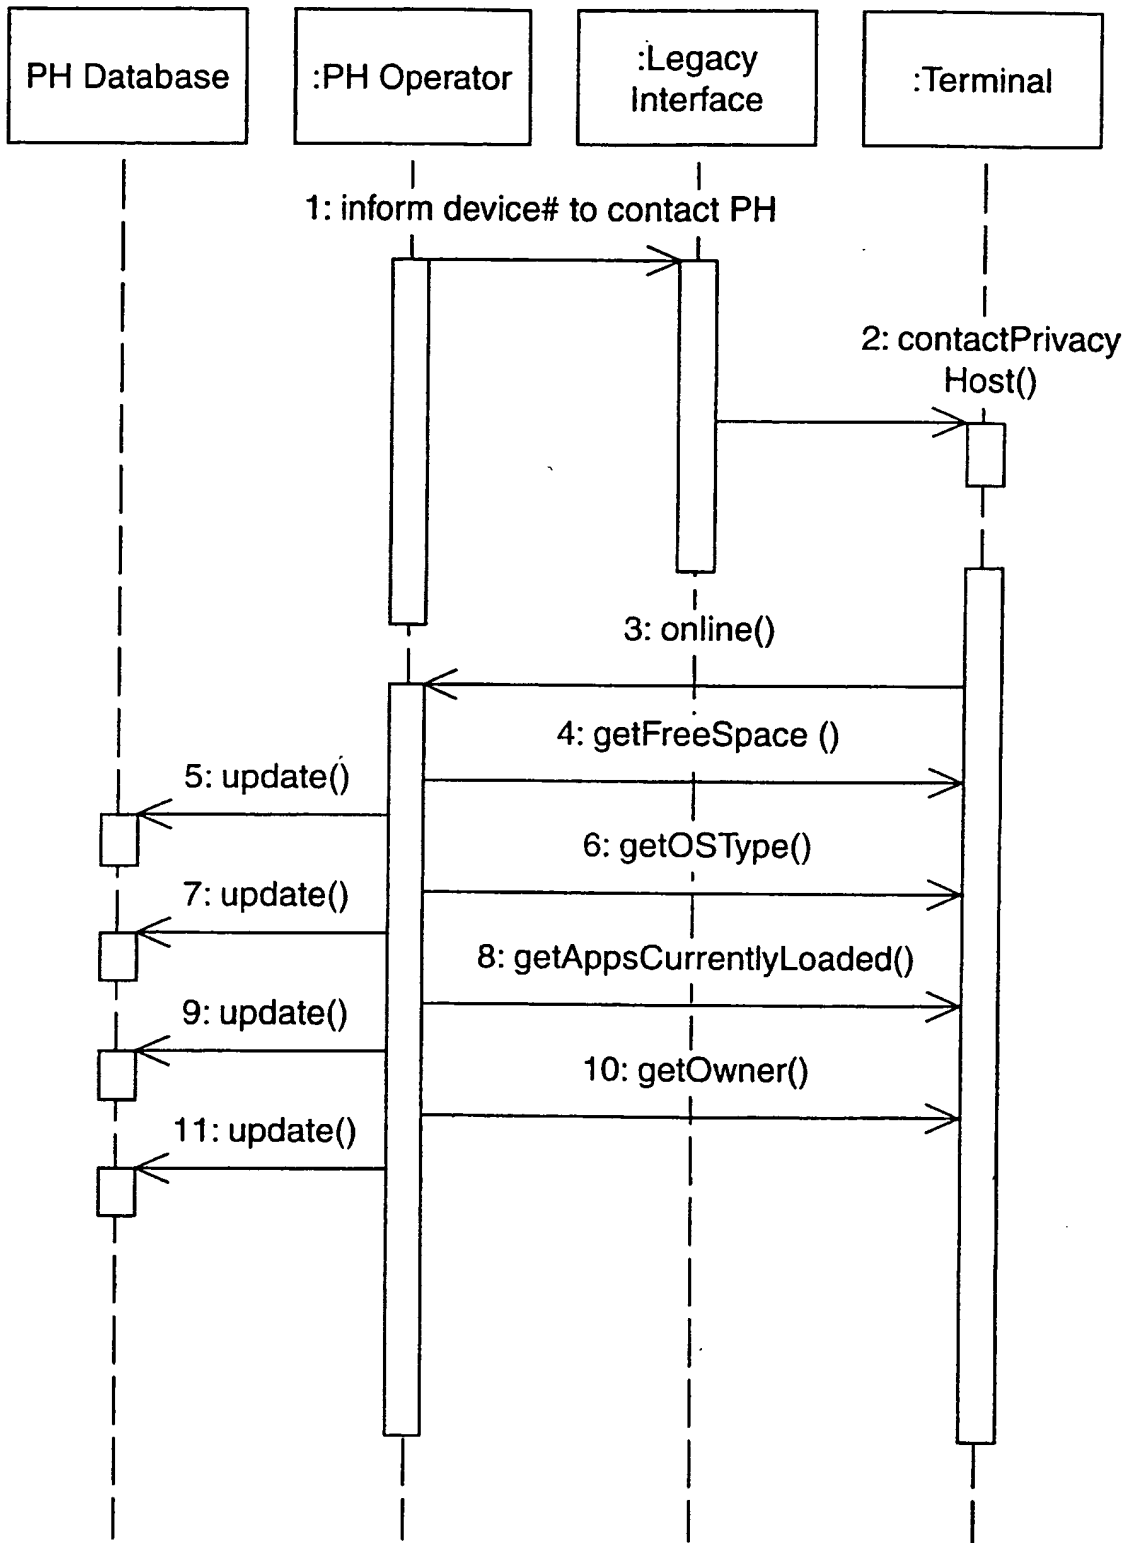 PH Database
:PH Operator
:Legacy
Interface
:Terminal
1: inform device# to contact PH
2: contactPrivacy
Host()
3: online()
4: getFreeSpace ()
5: update()
6: getOSType()
7: update()
8: getAppsCurrentlyLoaded()
9: update()
10: getOwner()
11: update()